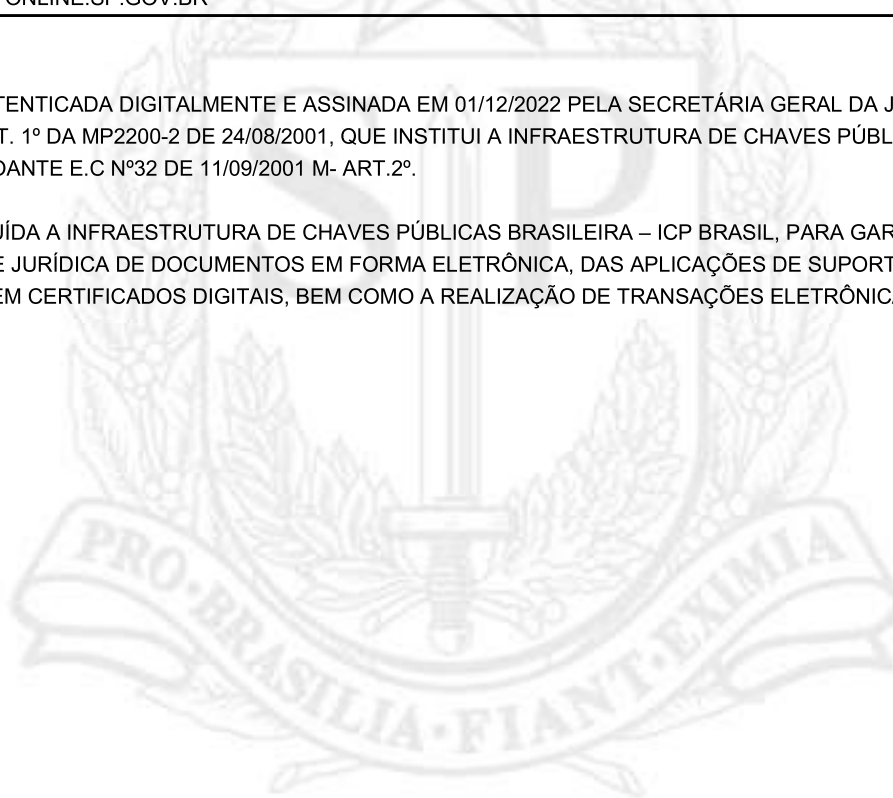 ONLINE.SP.GOV.BR
TENTICADA DIGITALMENTE E ASSINADA EM 01/12/2022 PELA SECRETÁRIA GERAL DA J
T. 1º DA MP2200-2 DE 24/08/2001, QUE INSTITUI A INFRAESTRUTURA DE CHAVES PÚBL
DANTE E.C Nº32 DE 11/09/2001 M- ART.2º.
UÍDA A INFRAESTRUTURA DE CHAVES PÚBLICAS BRASILEIRA – ICP BRASIL, PARA GAR
E JURÍDICA DE DOCUMENTOS EM FORMA ELETRÔNICA, DAS APLICAÇÕES DE SUPORT
EM CERTIFICADOS DIGITAIS, BEM COMO A REALIZAÇÃO DE TRANSAÇÕES ELETRÔNICA
SP
PRO·BRASILIA·FIANT·EXIMIA